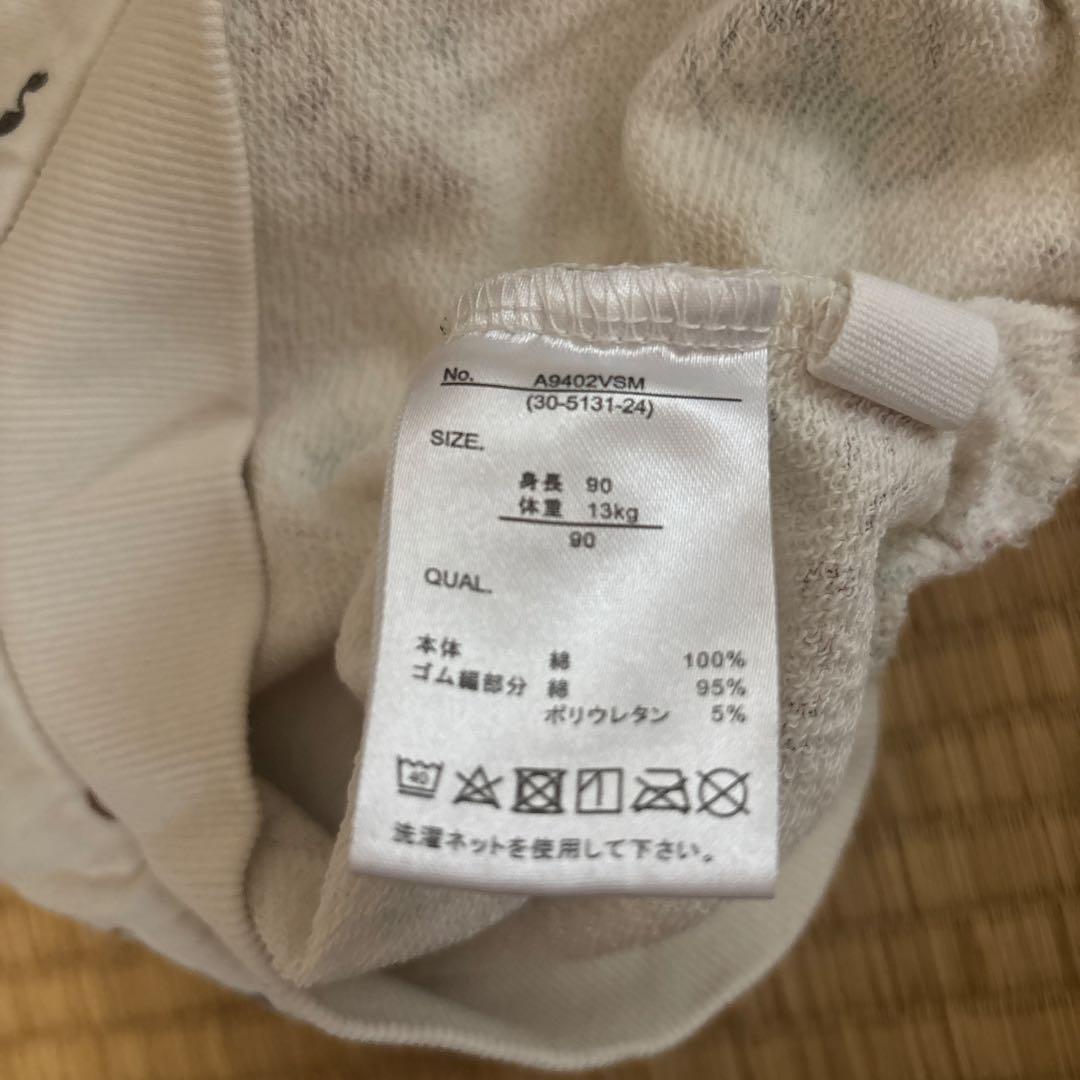 No. A9402VSM
(30-5131-24)
SIZE.
身長 90
体重 13kg
90
QUAL.
本体 綿 100%
ゴム編部分 綿 95%
ポリウレタン 5%
40
洗濯ネットを使用して下さい。